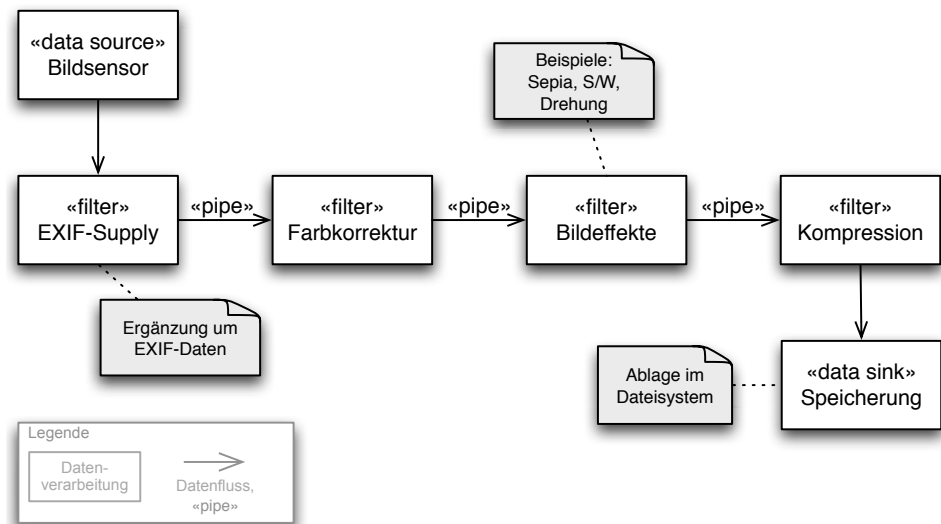 «data source»
Bildsensor
Beispiele:
Sepia, S/W,
Drehung
«filter»
EXIF-Supply
«pipe»
«filter»
Farbkorrektur
«pipe»
«filter»
Bildeffekte
«pipe»
«filter»
Kompression
Ergänzung um
EXIF-Daten
Ablage im
Dateisystem
«data sink»
Speicherung
Legende
Daten-
verarbeitung
Datenfluss,
«pipe»